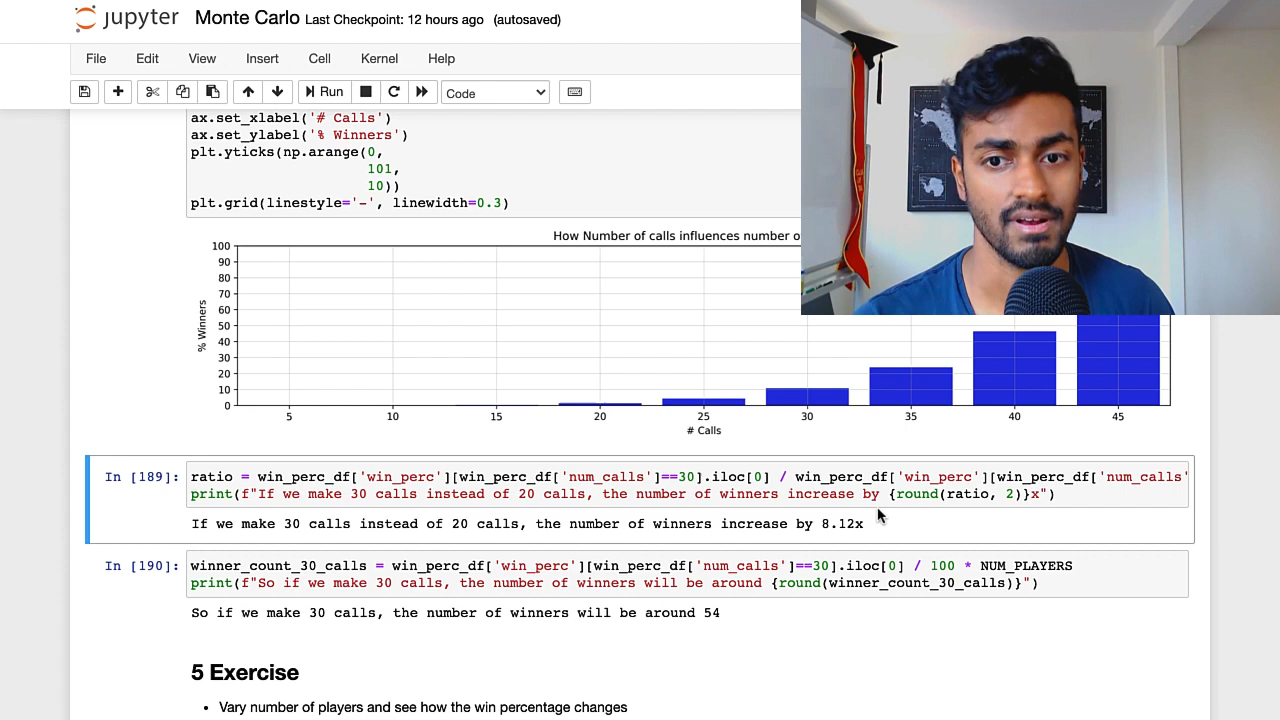 jupyter Monte Carlo Last Checkpoint: 12 hours ago (autosaved)
File Edit View Insert Cell Kernel Help
Run Code
ax.set_xlabel('# Calls')
ax.set_ylabel('% Winners')
plt.yticks(np.arange(0,
101,
10))
plt.grid(linestyle='-', linewidth=0.3)
How Number of calls influences number o
100
90
80
70
60
50
40
30
20
10
0
% Winners
5 10 15 20 25 30 35 40 45
# Calls
In [189]: ratio = win_perc_df['win_perc'][win_perc_df['num_calls']==30].iloc[0] / win_perc_df['win_perc'][win_perc_df['num_calls'
print(f"If we make 30 calls instead of 20 calls, the number of winners increase by {round(ratio, 2)}x")
If we make 30 calls instead of 20 calls, the number of winners increase by 8.12x
In [190]: winner_count_30_calls = win_perc_df['win_perc'][win_perc_df['num_calls']==30].iloc[0] / 100 * NUM_PLAYERS
print(f"So if we make 30 calls, the number of winners will be around {round(winner_count_30_calls)}")
So if we make 30 calls, the number of winners will be around 54
5 Exercise
• Vary number of players and see how the win percentage changes